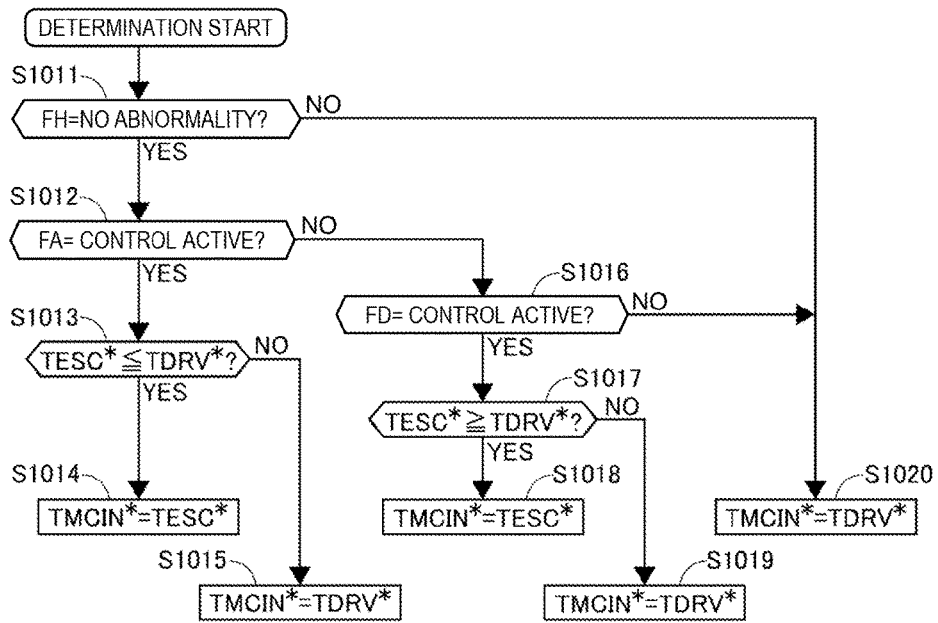 DETERMINATION START
S1011
FH=NO ABNORMALITY?
NO
YES
S1012
FA= CONTROL ACTIVE?
NO
YES
S1016
FD= CONTROL ACTIVE?
NO
YES
S1013
TESC*≦TDRV*?
NO
YES
S1017
TESC*≧TDRV*?
NO
YES
S1014
TMCIN*=TESC*
S1018
TMCIN*=TESC*
S1020
TMCIN*=TDRV*
S1015
TMCIN*=TDRV*
S1019
TMCIN*=TDRV*